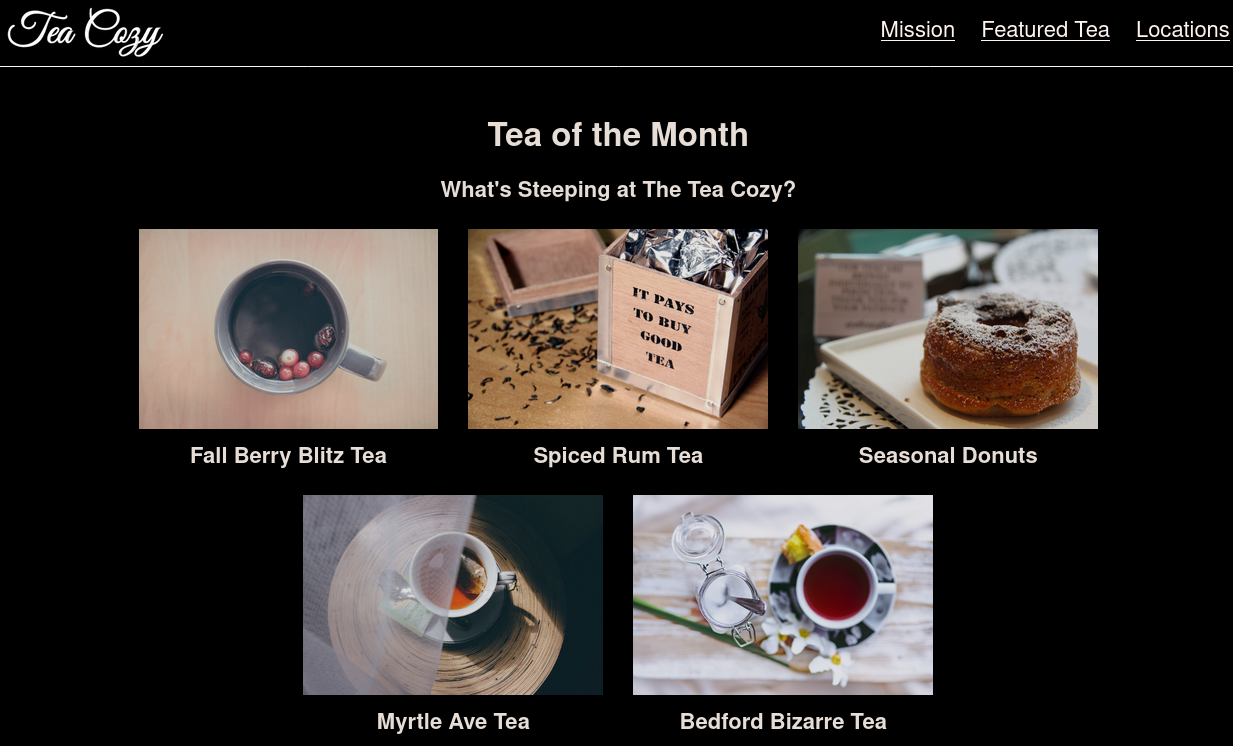 Tea Cozy
Mission Featured Tea Locations
Tea of the Month
What's Steeping at The Tea Cozy?
IT PAYS
TO BUY
GOOD
TEA
Fall Berry Blitz Tea
Spiced Rum Tea
Seasonal Donuts
Myrtle Ave Tea
Bedford Bizarre Tea